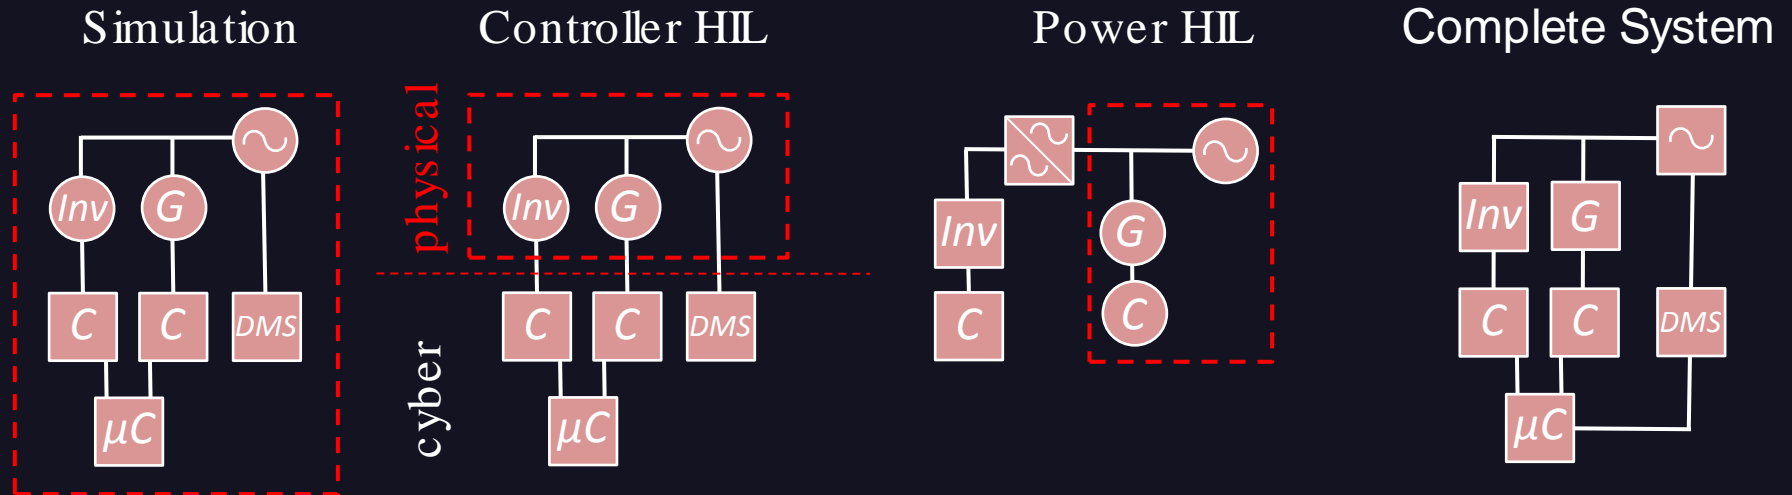 Simulation
Controller HIL
Power HIL
Complete System
physical
cyber
Inv G
C C DMS
μC
Inv G
C C DMS
μC
Inv
C
G
C
Inv G
C C DMS
μC